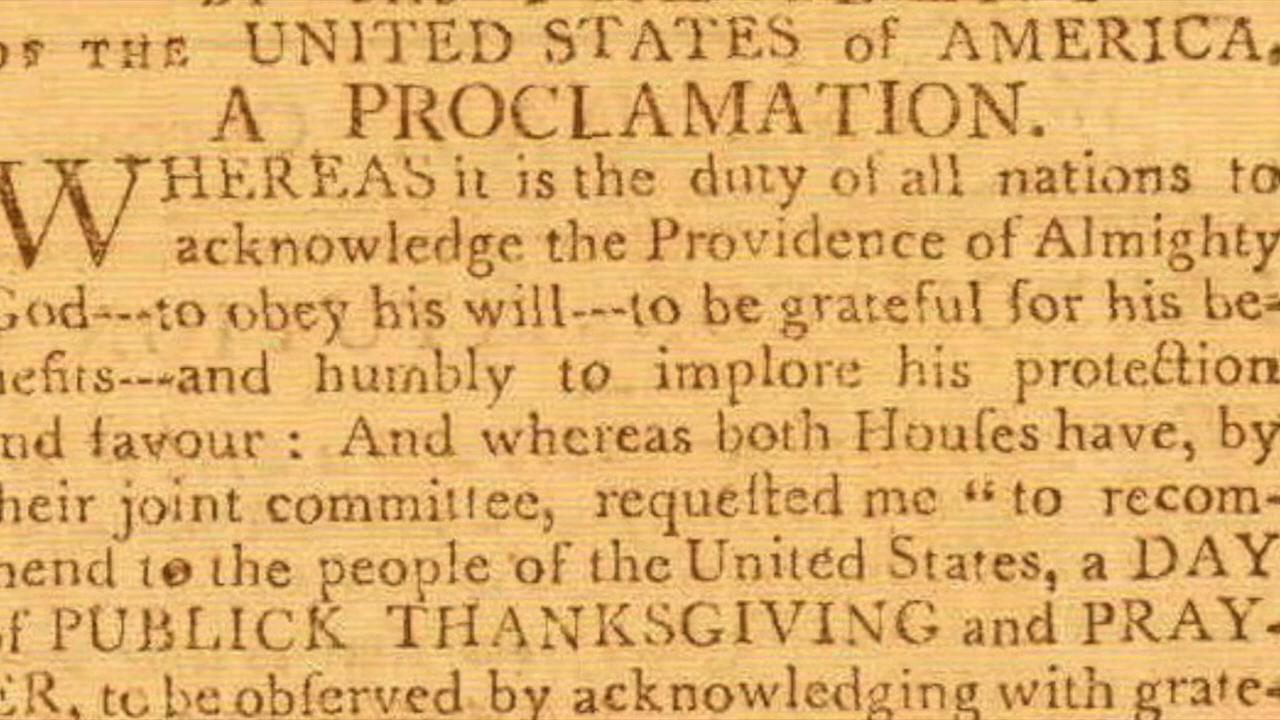 OF THE UNITED STATES of AMERICA,
A PROCLAMATION.
WHEREAS it is the duty of all nations to
acknowledge the Providence of Almighty
God---to obey his will---to be grateful for his be-
nefits---and humbly to implore his protection
and favour : And whereas both Houſes have, by
their joint committee, requeſted me “ to recom-
mend to the people of the United States, a DAY
of PUBLICK THANKSGIVING and PRAY-
ER, to be obſerved by acknowledging with grate-